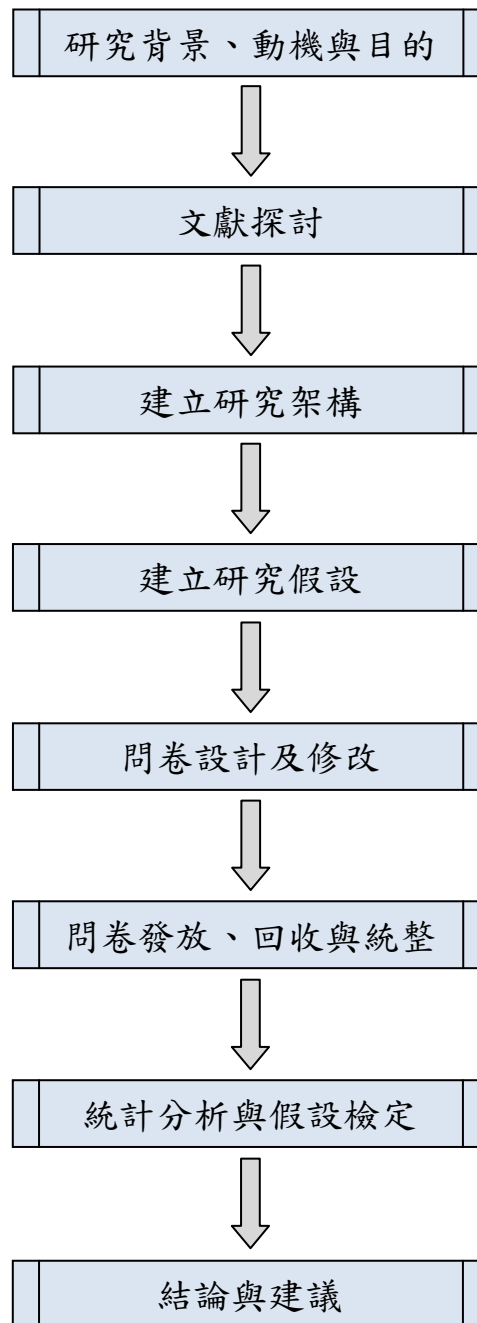 研究背景、動機與目的
文獻探討
建立研究架構
建立研究假設
問卷設計及修改
問卷發放、回收與統整
統計分析與假設檢定
結論與建議